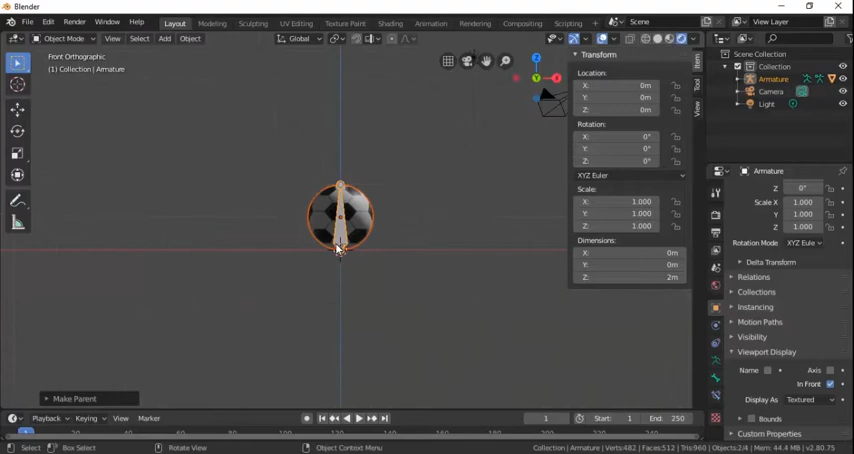 Blender
File Edit Render Window Help Layout Modeling Sculpting UV Editing Texture Paint Shading Animation Rendering Compositing Scripting Scene View Layer
Object Mode View Select Add Object Global
Front Orthographic
(1) Collection | Armature
Transform
Location:
X: 0m
Y: 0m
Z: 0m
Rotation:
X: 0°
Y: 0°
Z: 0°
XYZ Euler
Scale:
X: 1.000
Y: 1.000
Z: 1.000
Dimensions:
X: 0m
Y: 0m
Z: 2m
Item
Tool
View
Z
X
Y
Scene Collection
Collection
Armature
Camera
Light
Armature
Z 0°
Scale X 1.000
Y 1.000
Z 1.000
Rotation Mode XYZ Eule
Delta Transform
Relations
Collections
Instancing
Motion Paths
Visibility
Viewport Display
Name Axis
In Front
Display As Textured
Bounds
Custom Properties
Make Parent
Playback Keying View Marker 1 Start: 1 End: 250
Select Box Select Rotate View Object Context Menu Collection | Armature | Verts:482 | Faces:512 | Tris:960 | Objects:2/4 | Mem: 44.4 MB | v2.80.75